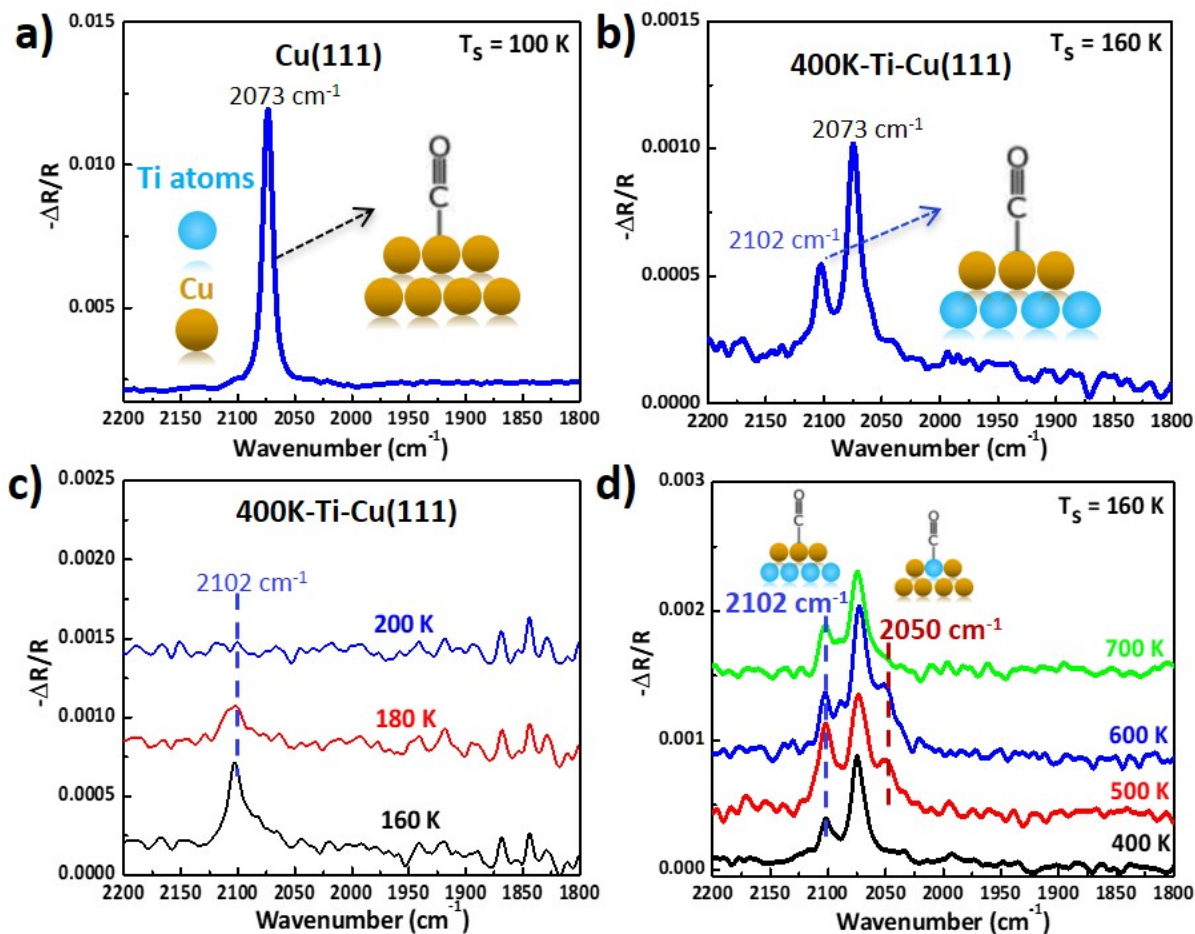 a)
Cu(111)
T_S = 100 K
2073 cm⁻¹
Ti atoms
Cu
O
C
0.015
0.010
0.005
-ΔR/R
2200 2150 2100 2050 2000 1950 1900 1850 1800
Wavenumber (cm⁻¹)
b)
400K-Ti-Cu(111)
T_S = 160 K
2073 cm⁻¹
2102 cm⁻¹
O
C
0.0015
0.0010
0.0005
0.0000
-ΔR/R
2200 2150 2100 2050 2000 1950 1900 1850 1800
Wavenumber (cm⁻¹)
c)
400K-Ti-Cu(111)
2102 cm⁻¹
200 K
180 K
160 K
0.0025
0.0020
0.0015
0.0010
0.0005
0.0000
-ΔR/R
2200 2150 2100 2050 2000 1950 1900 1850 1800
Wavenumber (cm⁻¹)
d)
T_S = 160 K
O
C
O
C
2102 cm⁻¹
2050 cm⁻¹
700 K
600 K
500 K
400 K
0.003
0.002
0.001
0.000
-ΔR/R
2200 2150 2100 2050 2000 1950 1900 1850 1800
Wavenumber (cm⁻¹)